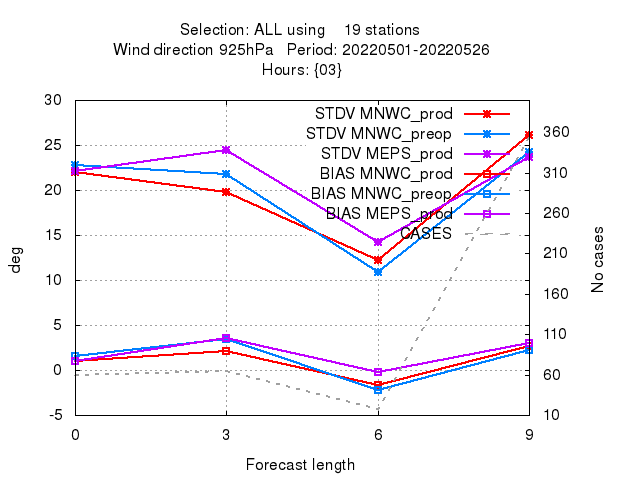 Selection: ALL using    19 stations
Wind direction 925hPa   Period: 20220501-20220526
Hours: {03}
30
25
20
15
10
5
0
-5
deg
STDV MNWC_prod
STDV MNWC_preop
STDV MEPS_prod
BIAS MNWC_prod
BIAS MNWC_preop
BIAS MEPS_prod
CASES
360
310
260
210
160
110
60
10
No cases
0 3 6 9
Forecast length